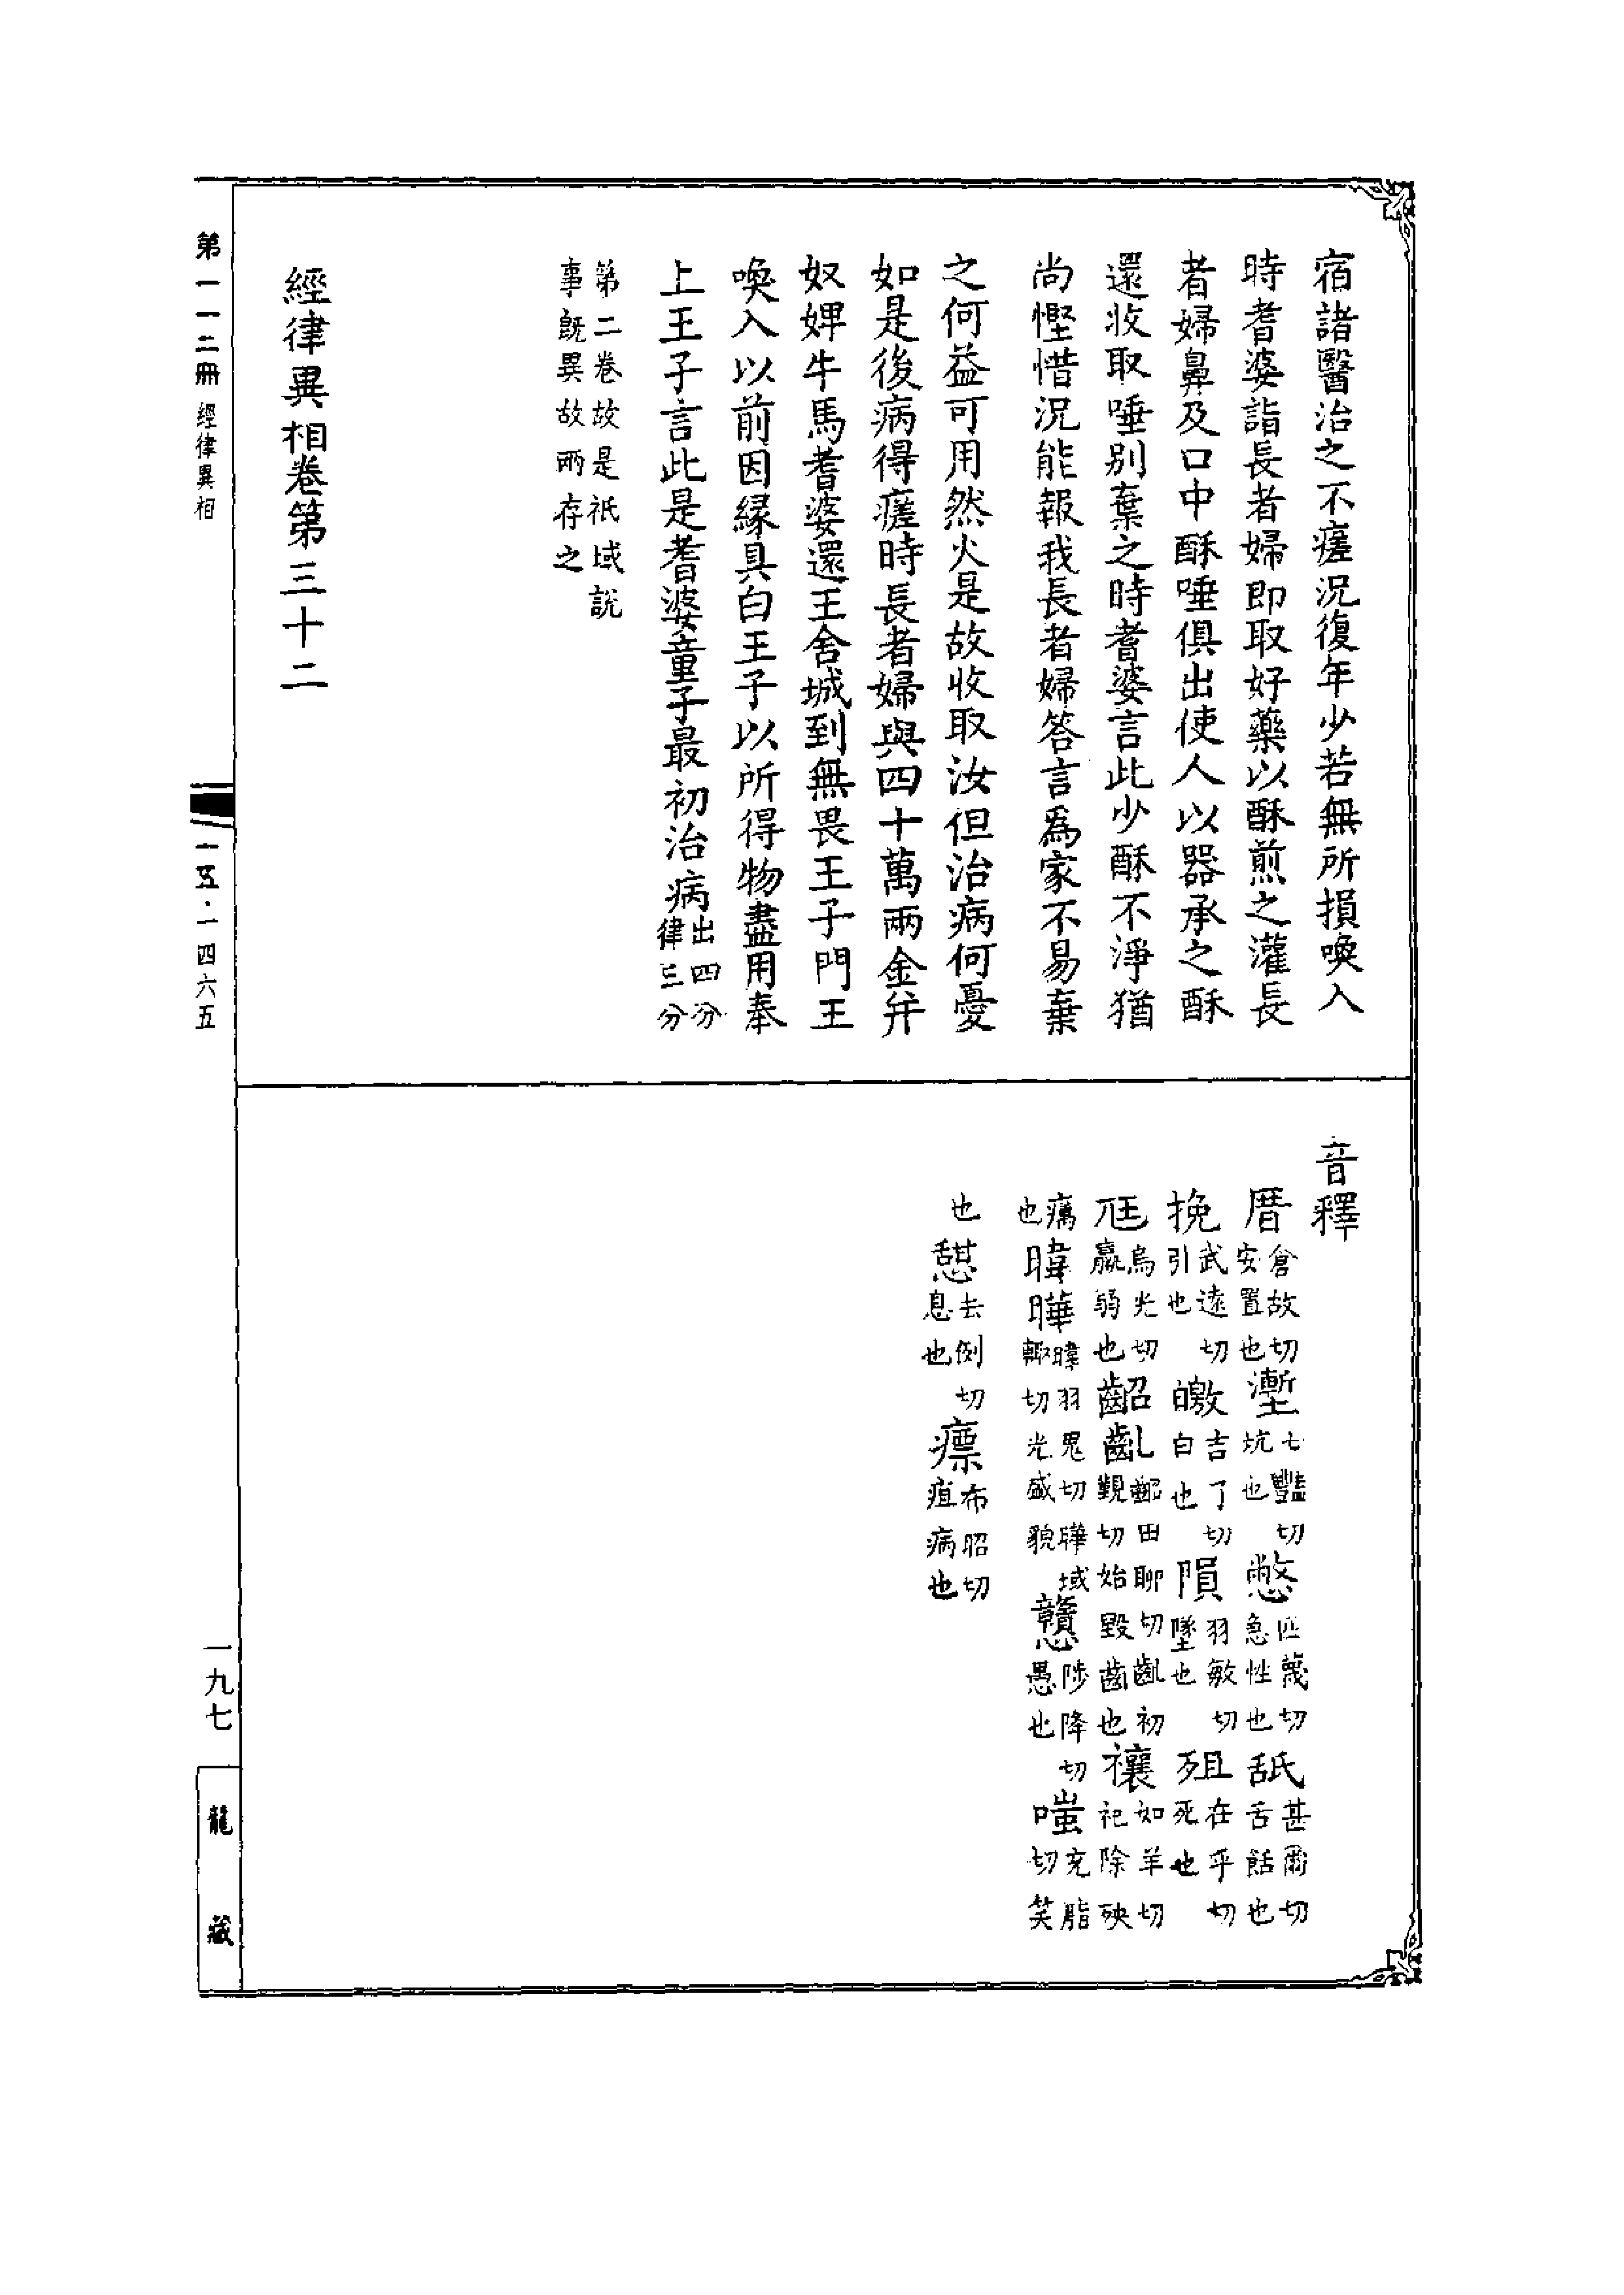 宿諸醫治之不瘥況復年少若無所損喚入
時耆婆詣長者婦即取好藥以酥煎之灌長
者婦鼻及口中酥唾俱出使人以器承之酥
還收取唾別棄之時耆婆言此少酥不淨猶
尚慳惜況能報我長者婦答言爲家不易棄
之何益可用然火是故收取汝但治病何憂
如是後病得瘥時長者婦與四十萬兩金并
奴婢牛馬耆婆還王舍城到無畏王子門王
喚入以前因緣具白王子以所得物盡用奉
上王子言此是耆婆童子最初治病出四分律三分
第二卷故是祇域說
事既異故兩存之
經律異相卷第三十二
音釋
厝倉故切安置也塹七豔切坑也憋匹蔑切急性也舐甚爾切舌餂也
挽武遠切引也皦吉了切白也隕羽敏切墜也殂在乎切死也
尫烏光切羸弱也齠齔齠田聊切齔初覲切始毀齒也禳如羊切祀除殃
癘也暐曄暐羽鬼切曄域輒切光盛貌戇陟降切愚也嗤充脂切笑
也憩去例切息也瘭布昭切疽病也
第一一二冊 經律異相
一五·一四六五
一九七
龍藏